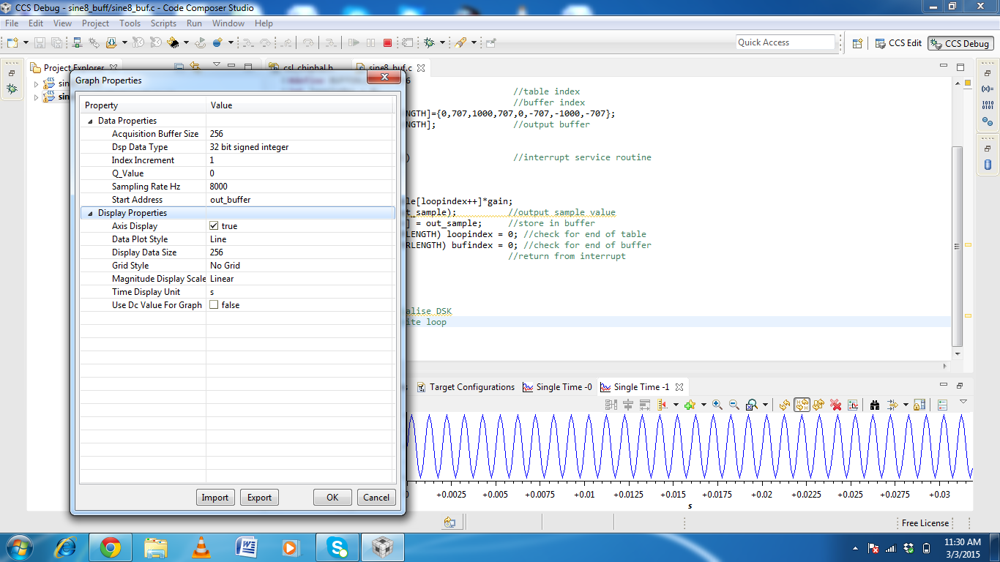 CCS Debug - sine8_buff/sine8_buf.c - Code Composer Studio
File Edit View Project Tools Scripts Run Window Help
Quick Access
CCS Edit
CCS Debug
Project Explorer
csl_chiphal.h
sine8_buf.c
Graph Properties
Property Value
Data Properties
Acquisition Buffer Size 256
Dsp Data Type 32 bit signed integer
Index Increment 1
Q_Value 0
Sampling Rate Hz 8000
Start Address out_buffer
Display Properties
Axis Display true
Data Plot Style Line
Display Data Size 256
Grid Style No Grid
Magnitude Display Scale Linear
Time Display Unit s
Use Dc Value For Graph false
Import Export OK Cancel
//table index
//buffer index
NGTH]={0,707,1000,707,0,-707,-1000,-707};
NGTH]; //output buffer
) //interrupt service routine
le[loopindex++]*gain;
t_sample); //output sample value
] = out_sample; //store in buffer
LENGTH) loopindex = 0; //check for end of table
RLENGTH) bufindex = 0; //check for end of buffer
//return from interrupt
alise DSK
ite loop
Target Configurations Single Time -0 Single Time -1
+0.0025 +0.005 +0.0075 +0.01 +0.0125 +0.015 +0.0175 +0.02 +0.0225 +0.025 +0.0275 +0.03
s
Free License
11:30 AM
3/3/2015